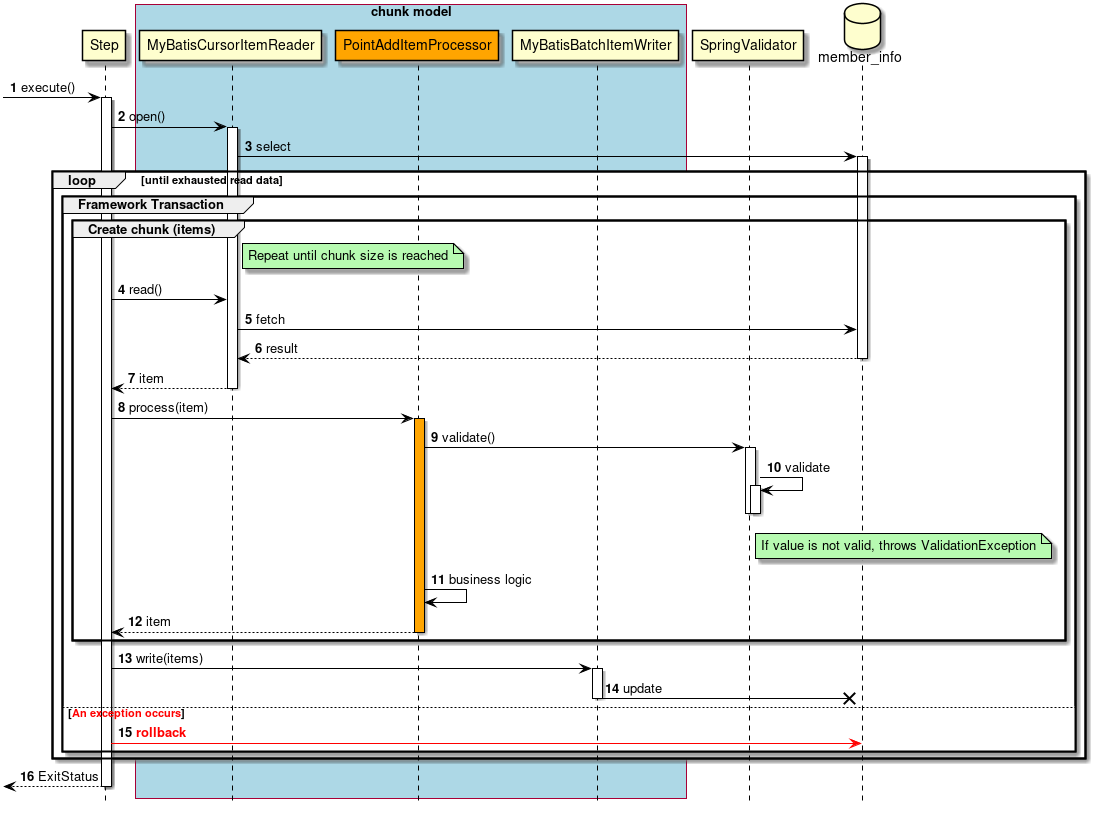 chunk model
Step
MyBatisCursorItemReader
PointAddItemProcessor
MyBatisBatchItemWriter
SpringValidator
member_info
1 execute()
2 open()
3 select
loop
[until exhausted read data]
Framework Transaction
Create chunk (items)
Repeat until chunk size is reached
4 read()
5 fetch
6 result
7 item
8 process(item)
9 validate()
10 validate
If value is not valid, throws ValidationException
11 business logic
12 item
13 write(items)
14 update
[An exception occurs]
15 rollback
16 ExitStatus